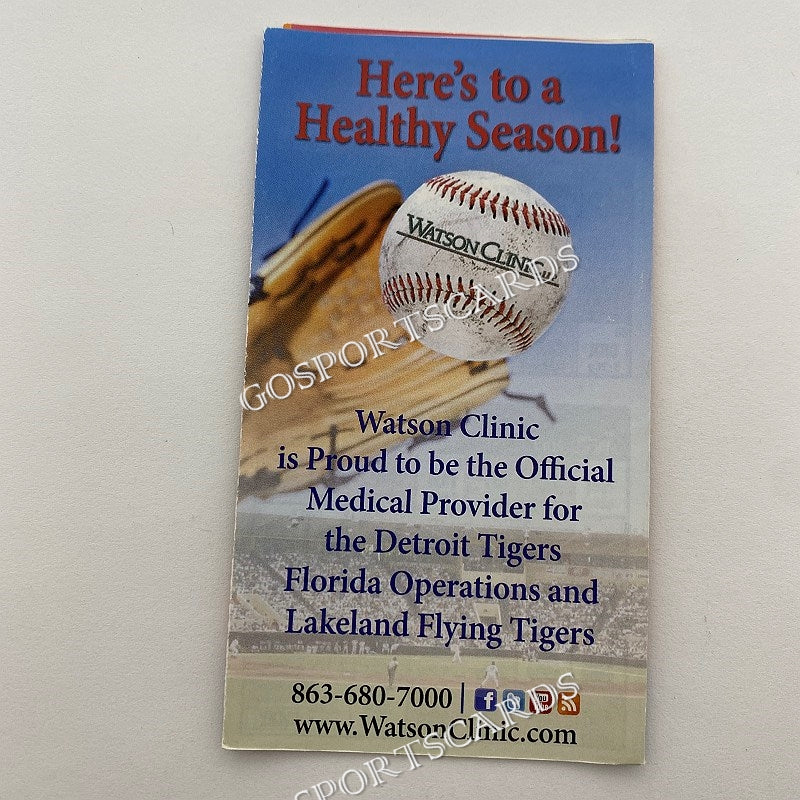 Here's to a
Healthy Season!
WATSON CLINIC
GOSPORTSCARDS
Watson Clinic
is Proud to be the Official
Medical Provider for
the Detroit Tigers
Florida Operations and
Lakeland Flying Tigers
863-680-7000 |
www.WatsonClinic.com
GOSPORTSCARDS